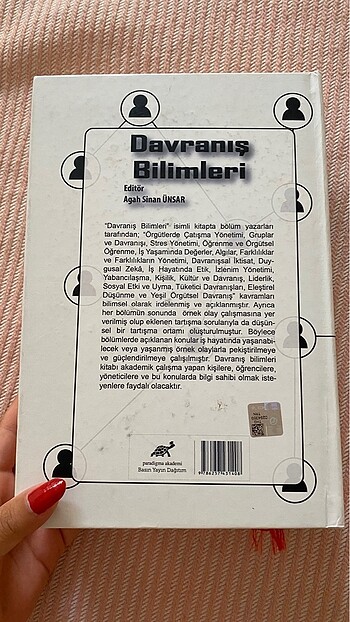 Davranış
Bilimleri
Editör
Agah Sinan ÜNSAR
"Davranış Bilimleri" isimli kitapta bölüm yazarları
tarafından; "Örgütlerde Çatışma Yönetimi, Gruplar
ve Davranışı, Stres Yönetimi, Öğrenme ve Örgütsel
Öğrenme, İş Yaşamında Değerler, Algılar, Farklılıklar
ve Farklılıkların Yönetimi, Davranışsal İktisat, Duy-
gusal Zekâ, İş Hayatında Etik, İzlenim Yönetimi,
Yabancılaşma, Kişilik, Kültür ve Davranış, Liderlik,
Sosyal Etki ve Uyma, Tüketici Davranışları, Eleştirel
Düşünme ve Yeşil Örgütsel Davranış" kavramları
bilimsel olarak irdelenmiş ve açıklanmıştır. Ayrıca
her bölümün sonunda örnek olay çalışmasına yer
verilmiş olup eklenen tartışma sorularıyla da düşün-
sel bir tartışma ortamı oluşturulmuştur. Böylece
bölümlerde açıklanan konular iş hayatında yaşanabi-
lecek veya yaşanmış örnek olaylarla pekiştirilmeye
ve güçlendirilmeye çalışılmıştır. Davranış bilimleri
kitabı akademik çalışma yapan kişilere, öğrencilere,
yöneticilere ve bu konularda bilgi sahibi olmak iste-
yenlere faydalı olacaktır.
paradigma akademi
Basın Yayın Dağıtım
9786257431408